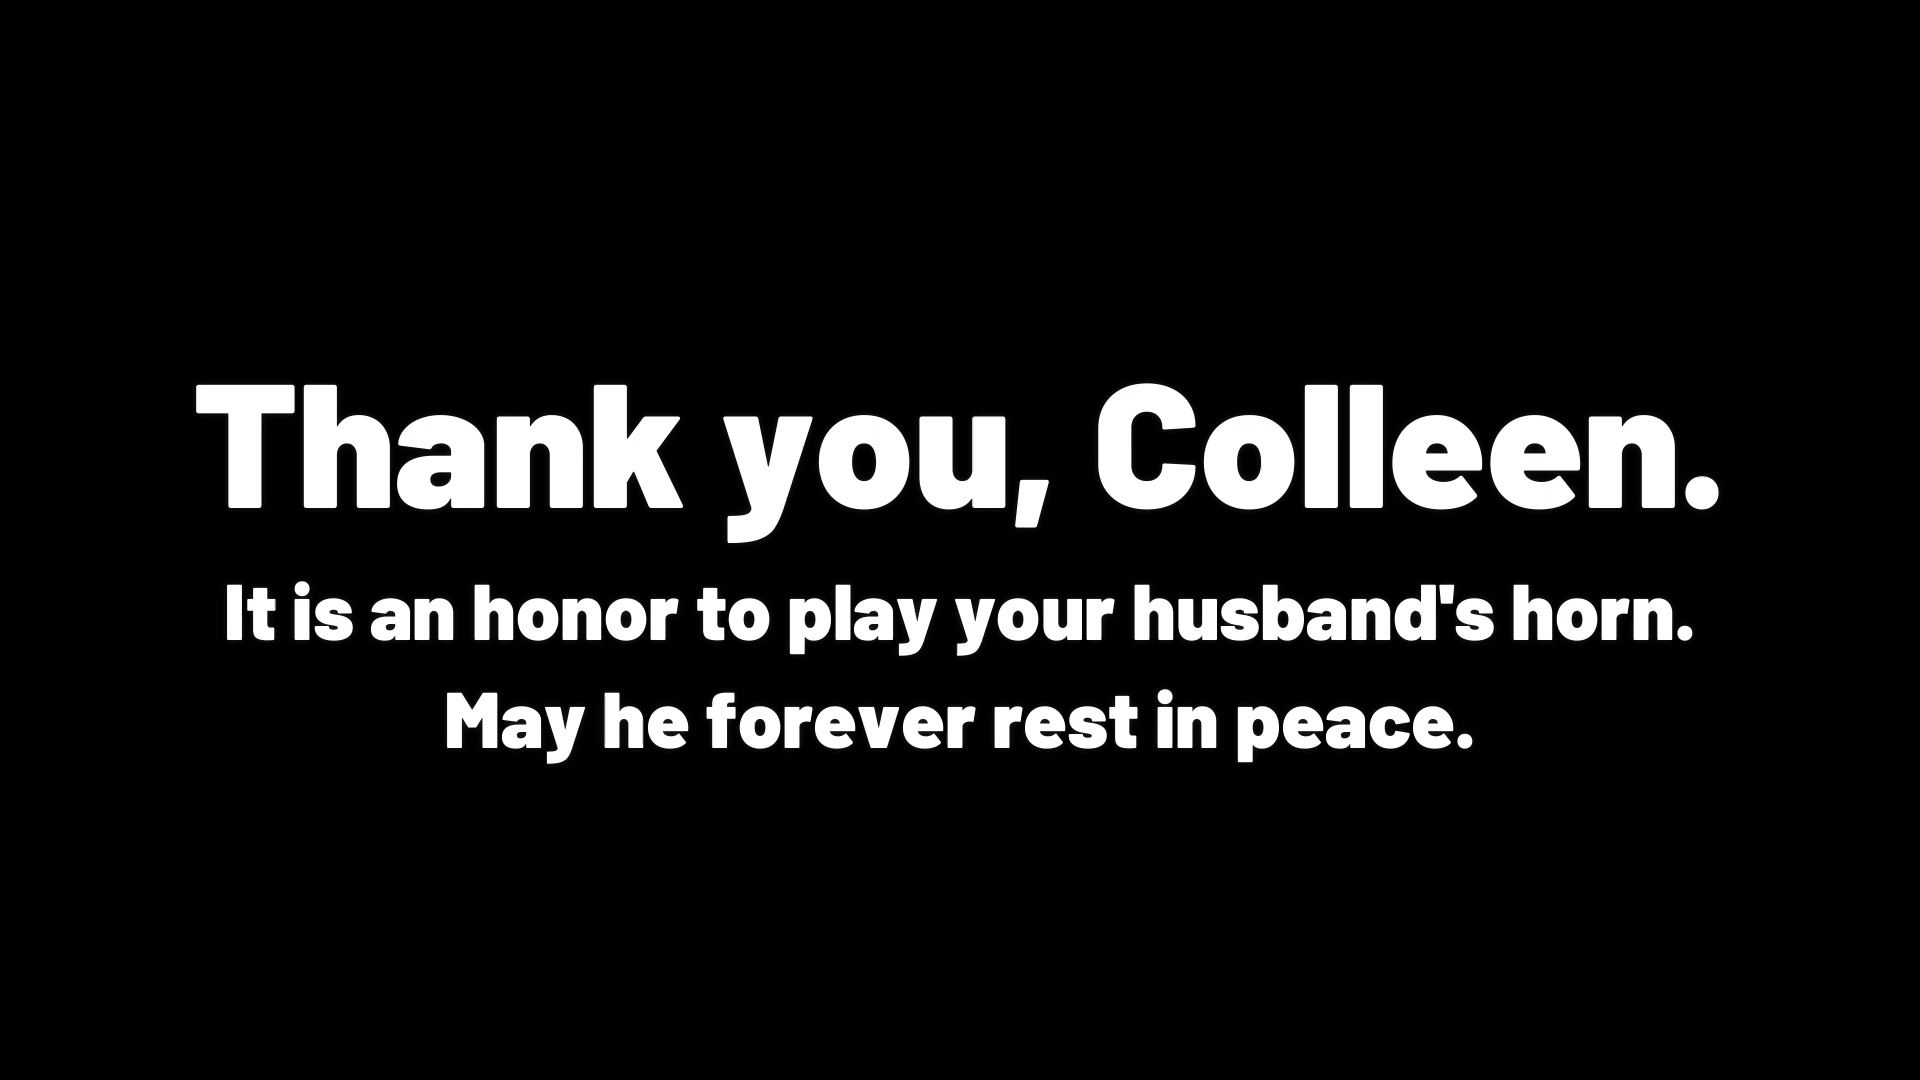 Thank you, Colleen.
It is an honor to play your husband's horn.
May he forever rest in peace.